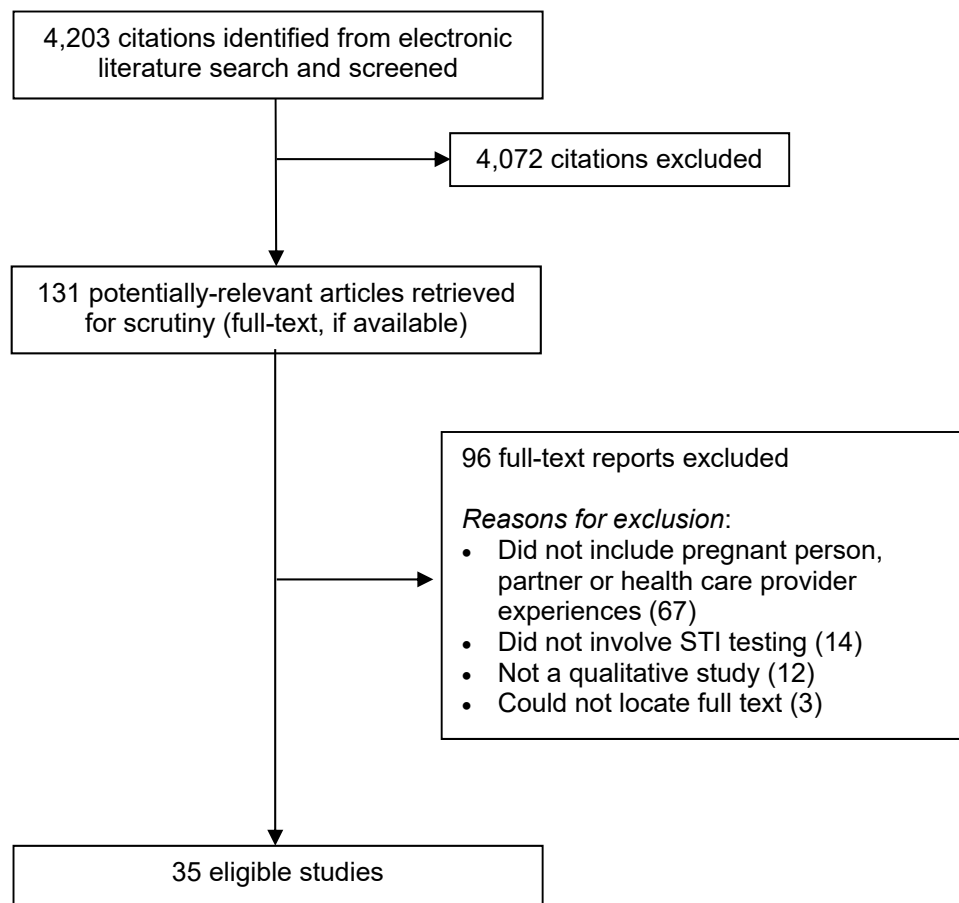 4,203 citations identified from electronic
literature search and screened
4,072 citations excluded
131 potentially-relevant articles retrieved
for scrutiny (full-text, if available)
96 full-text reports excluded
Reasons for exclusion:
• Did not include pregnant person,
partner or health care provider
experiences (67)
• Did not involve STI testing (14)
• Not a qualitative study (12)
• Could not locate full text (3)
35 eligible studies